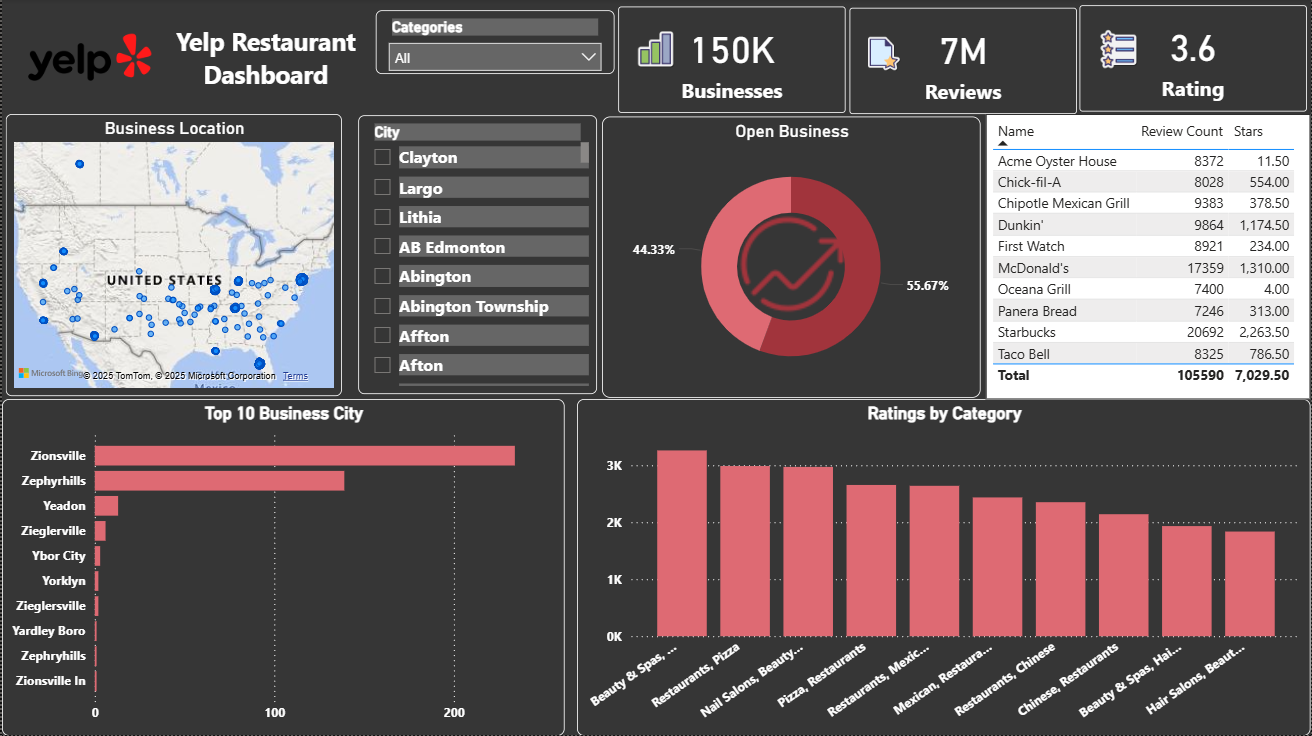 yelp
Yelp Restaurant
Dashboard
Categories
All
150K
Businesses
7M
Reviews
3.6
Rating
Business Location
UNITED STATES
Microsoft Bing
© 2025 TomTom, © 2025 Microsoft Corporation Terms
Mexico
City
Clayton
Largo
Lithia
AB Edmonton
Abington
Abington Township
Affton
Afton
Open Business
44.33%
55.67%
Name Review Count Stars
Acme Oyster House 8372 11.50
Chick-fil-A 8028 554.00
Chipotle Mexican Grill 9383 378.50
Dunkin' 9864 1,174.50
First Watch 8921 234.00
McDonald's 17359 1,310.00
Oceana Grill 7400 4.00
Panera Bread 7246 313.00
Starbucks 20692 2,263.50
Taco Bell 8325 786.50
Total 105590 7,029.50
Top 10 Business City
Zionsville
Zephyrhills
Yeadon
Zieglerville
Ybor City
Yorklyn
Zieglersville
Yardley Boro
Zephryhills
Zionsville In
0 100 200
Ratings by Category
3K
2K
1K
0K
Beauty & Spas, ...
Restaurants, Pizza
Nail Salons, Beauty...
Pizza, Restaurants
Restaurants, Mexic...
Mexican, Restaura...
Restaurants, Chinese
Chinese, Restaurants
Beauty & Spas, Hai...
Hair Salons, Beaut...